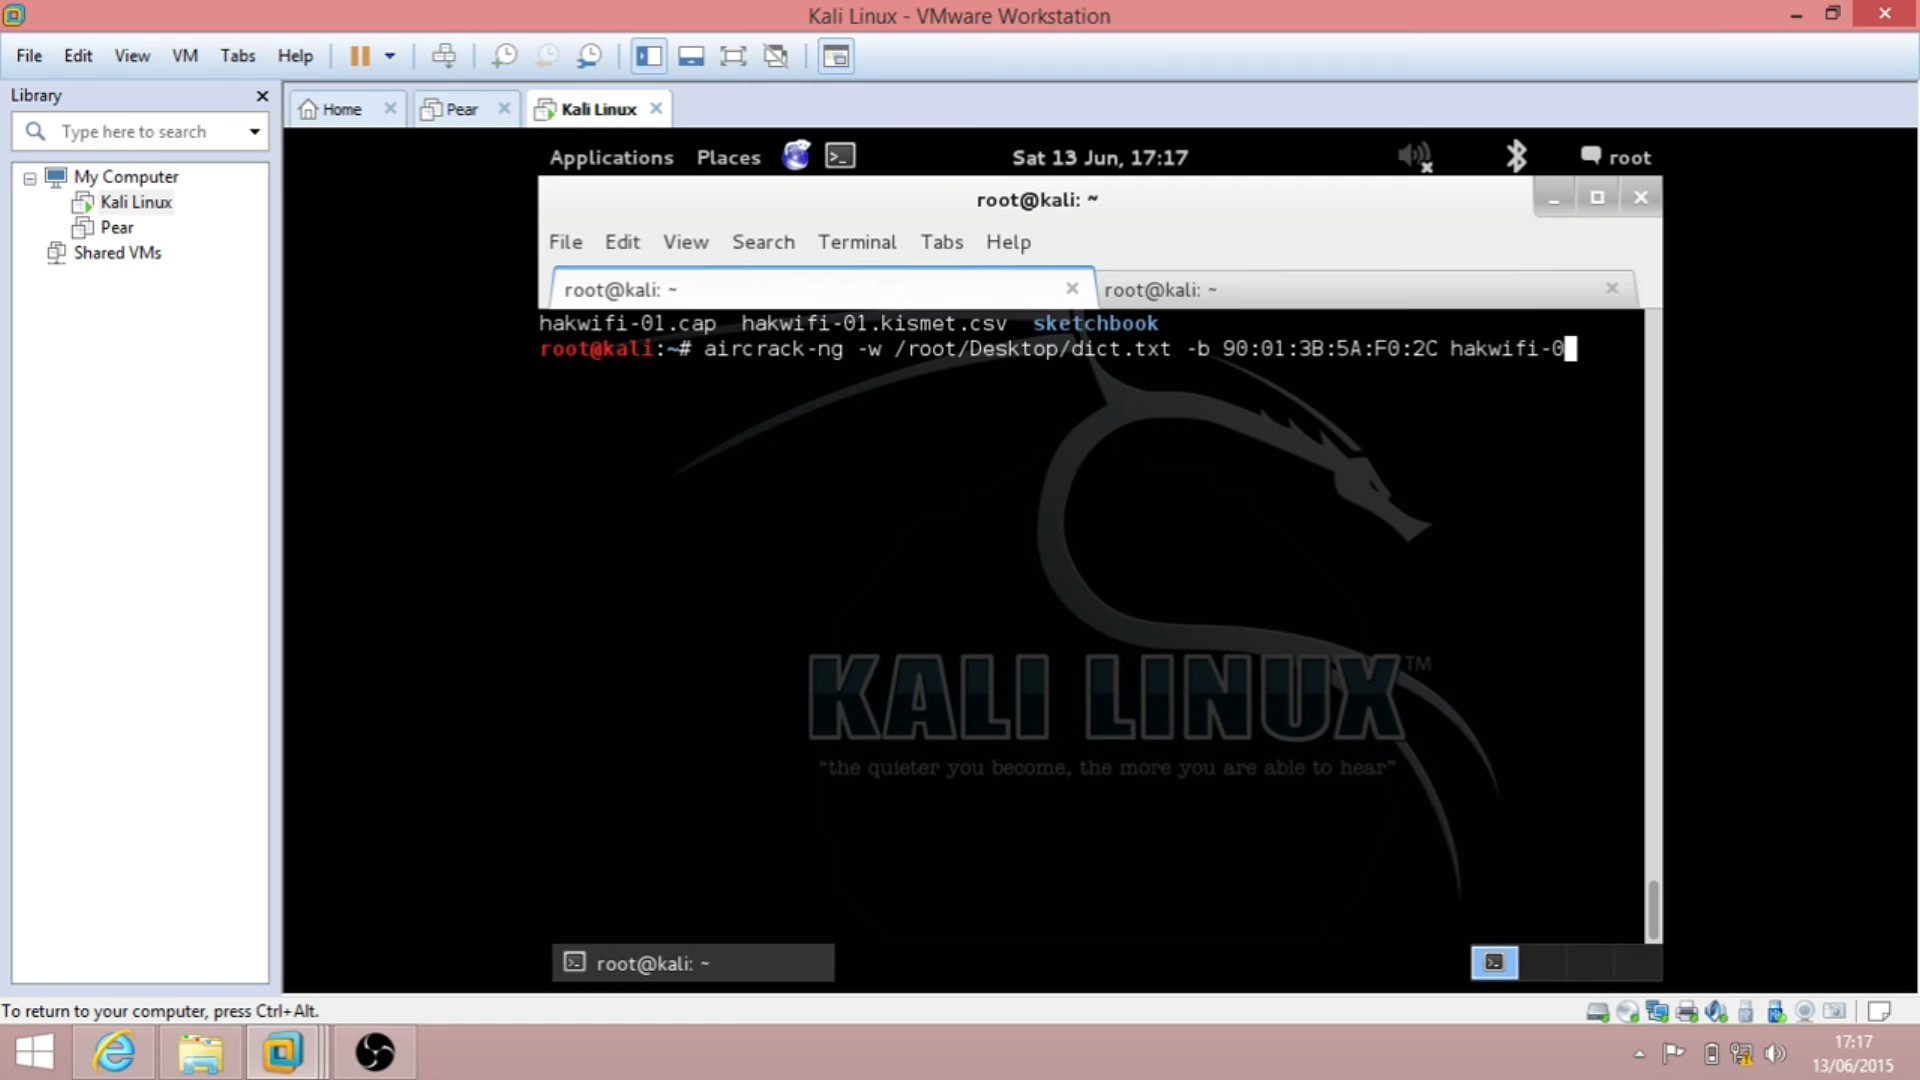 Kali Linux - VMware Workstation
File Edit View VM Tabs Help
Library
Home Pear Kali Linux
Type here to search
My Computer
Kali Linux
Pear
Shared VMs
Applications Places Sat 13 Jun, 17:17 root
root@kali: ~
File Edit View Search Terminal Tabs Help
root@kali: ~ root@kali: ~
hakwifi-01.cap hakwifi-01.kismet.csv sketchbook
root@kali:~# aircrack-ng -w /root/Desktop/dict.txt -b 90:01:3B:5A:F0:2C hakwifi-0
KALI LINUX™
“the quieter you become, the more you are able to hear”
root@kali: ~
To return to your computer, press Ctrl+Alt.
17:17
13/06/2015